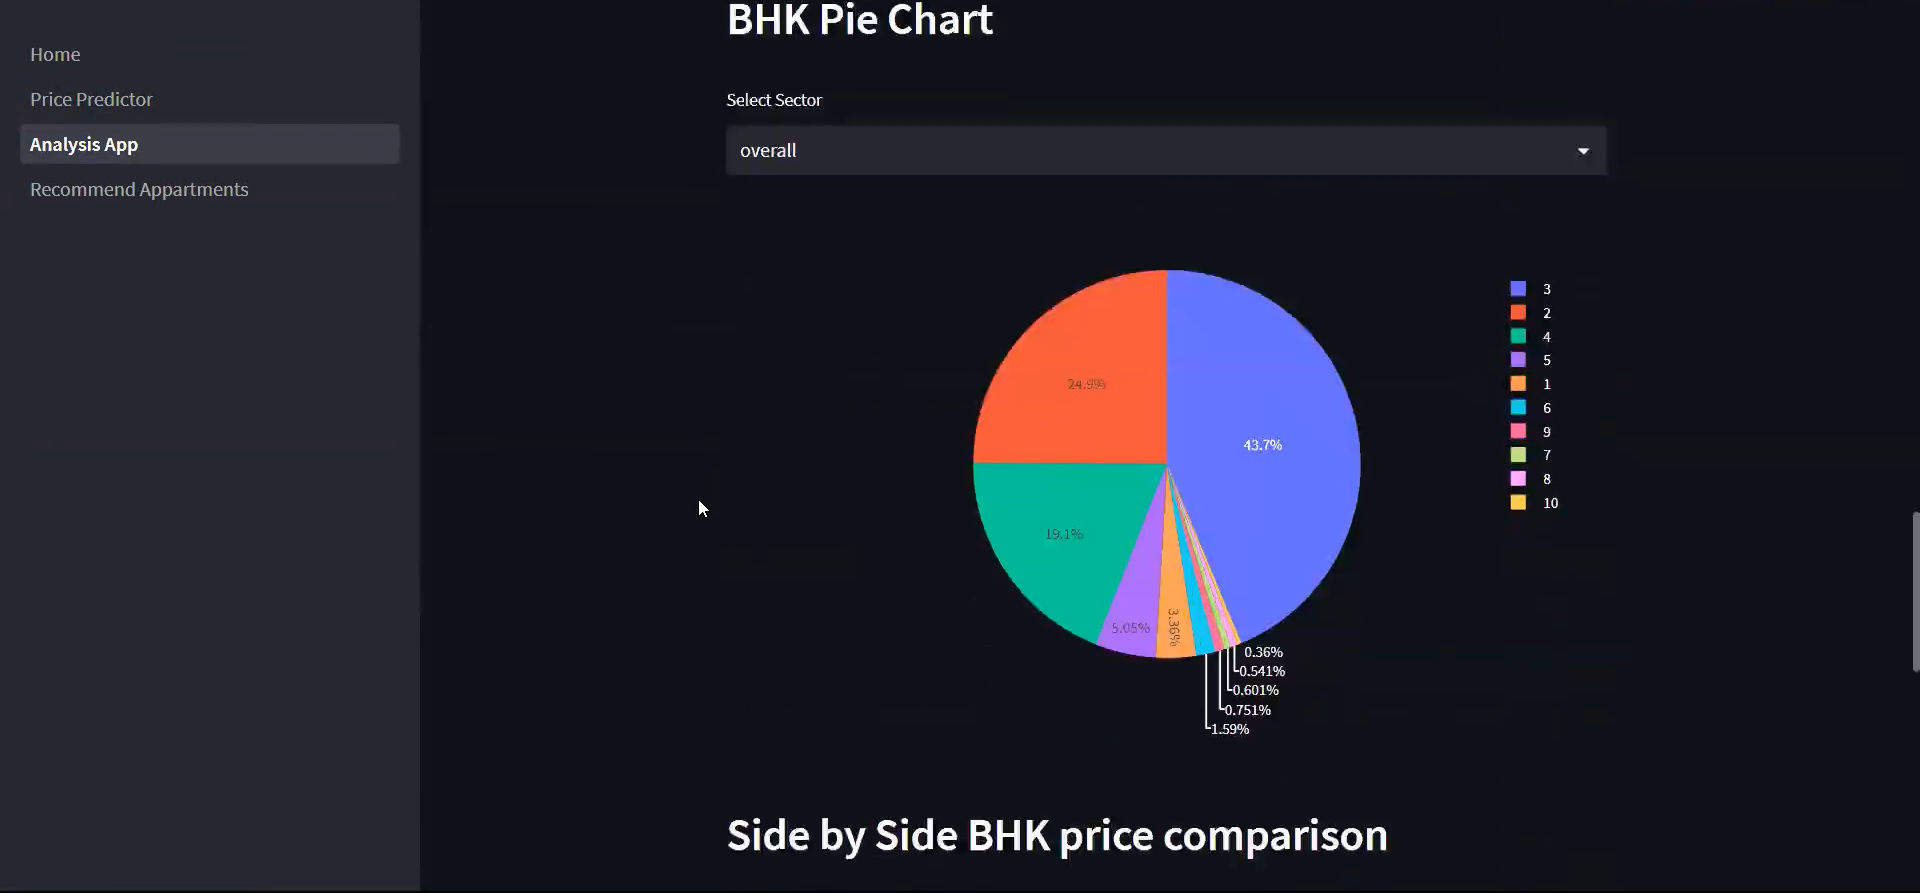 Home
Price Predictor
Analysis App
Recommend Appartments
BHK Pie Chart
Select Sector
overall
24.9%
43.7%
19.1%
5.05%
3.36%
0.36%
0.541%
0.601%
0.751%
1.59%
3
2
4
5
1
6
9
7
8
10
Side by Side BHK price comparison